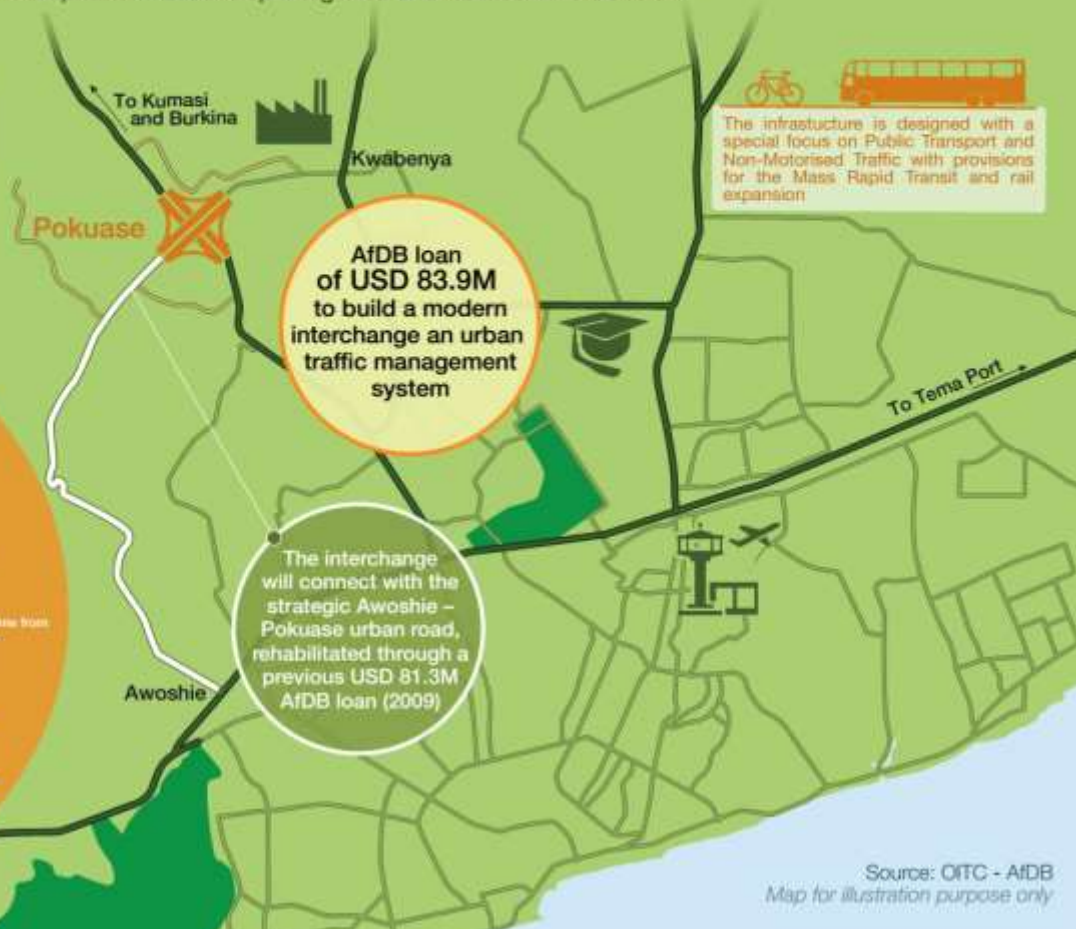 To Kumasi
and Burkina
Kwabenya
The infrastucture is designed with a
special focus on Public Transport and
Non-Motorised Traffic with provisions
for the Mass Rapid Transit and rail
expansion
Pokuase
AfDB loan
of USD 83.9M
to build a modern
interchange an urban
traffic management
system
To Tema Port
The interchange
will connect with the
strategic Awoshie –
Pokuase urban road,
rehabilitated through a
previous USD 81.3M
AfDB loan (2009)
from
Awoshie
Source: OITC - AfDB
Map for illustration purpose only